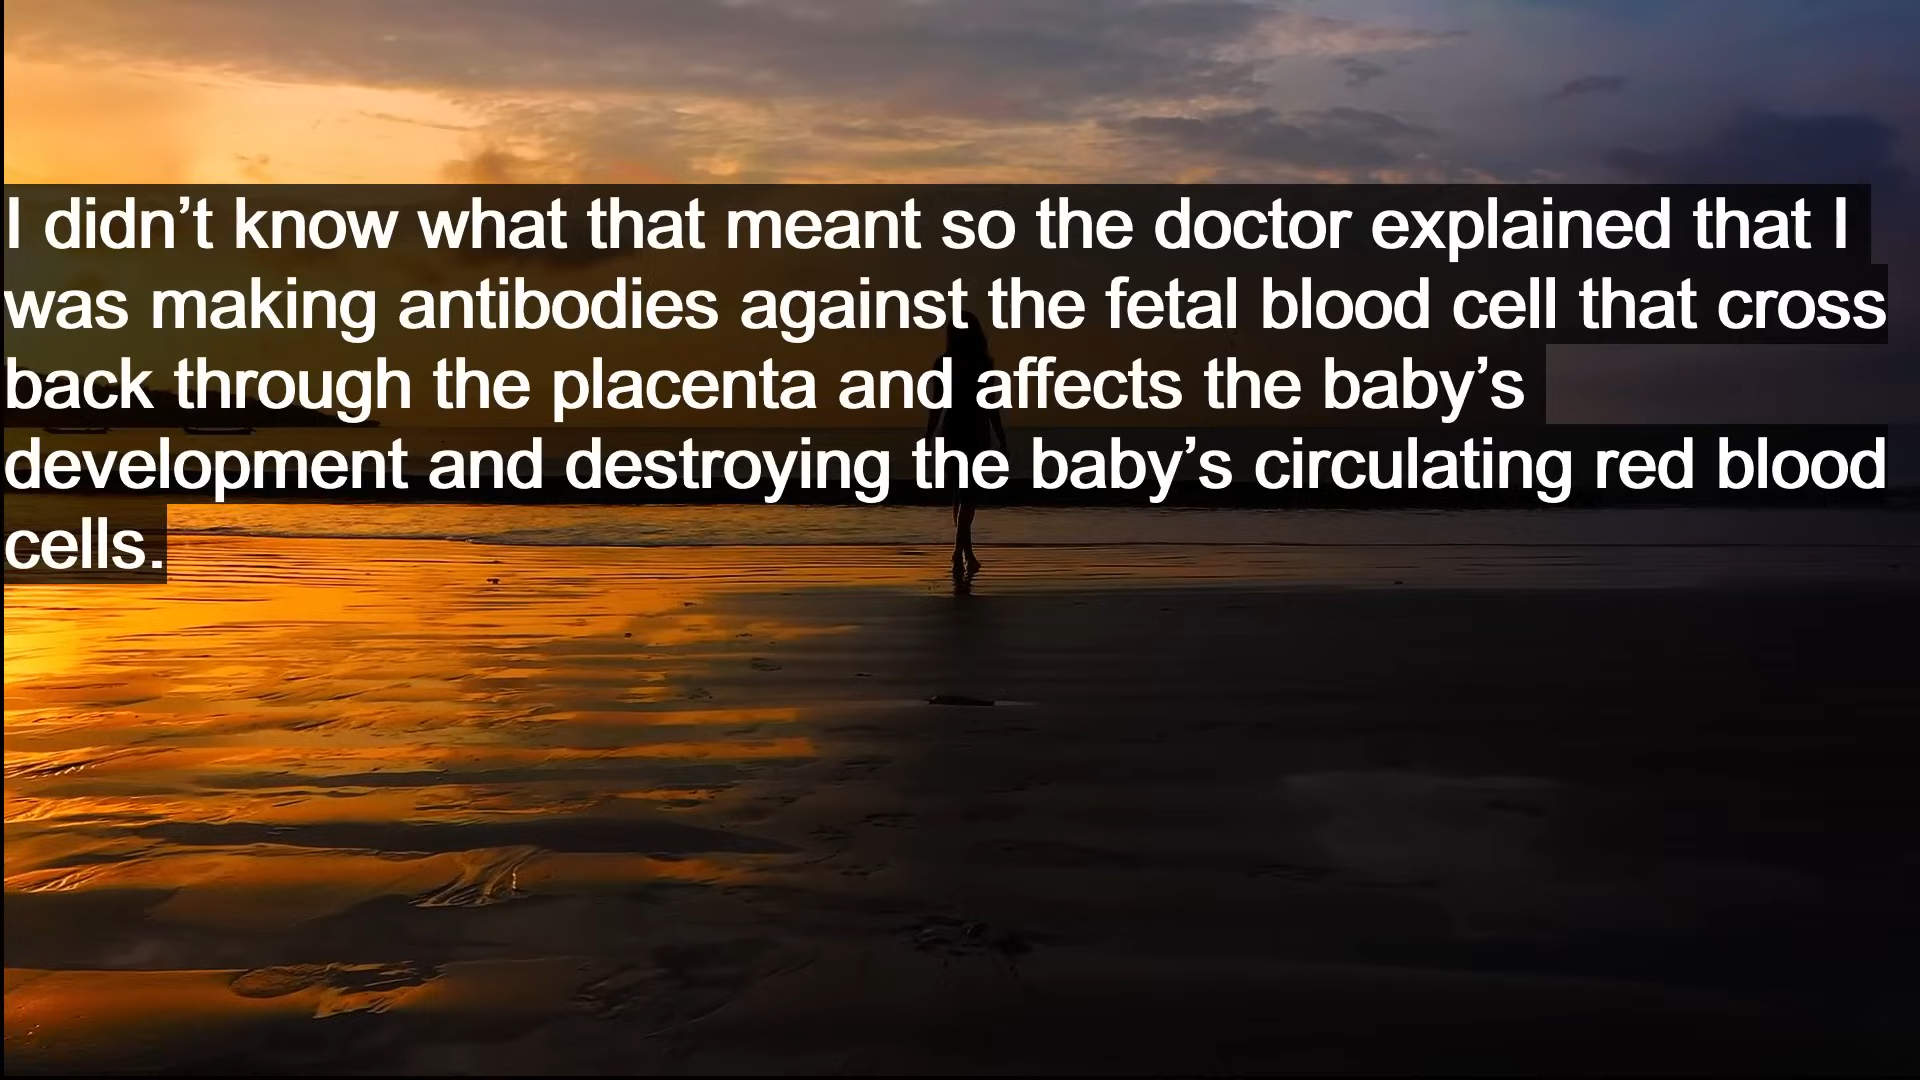 I didn’t know what that meant so the doctor explained that I
was making antibodies against the fetal blood cell that cross
back through the placenta and affects the baby’s
development and destroying the baby’s circulating red blood
cells.